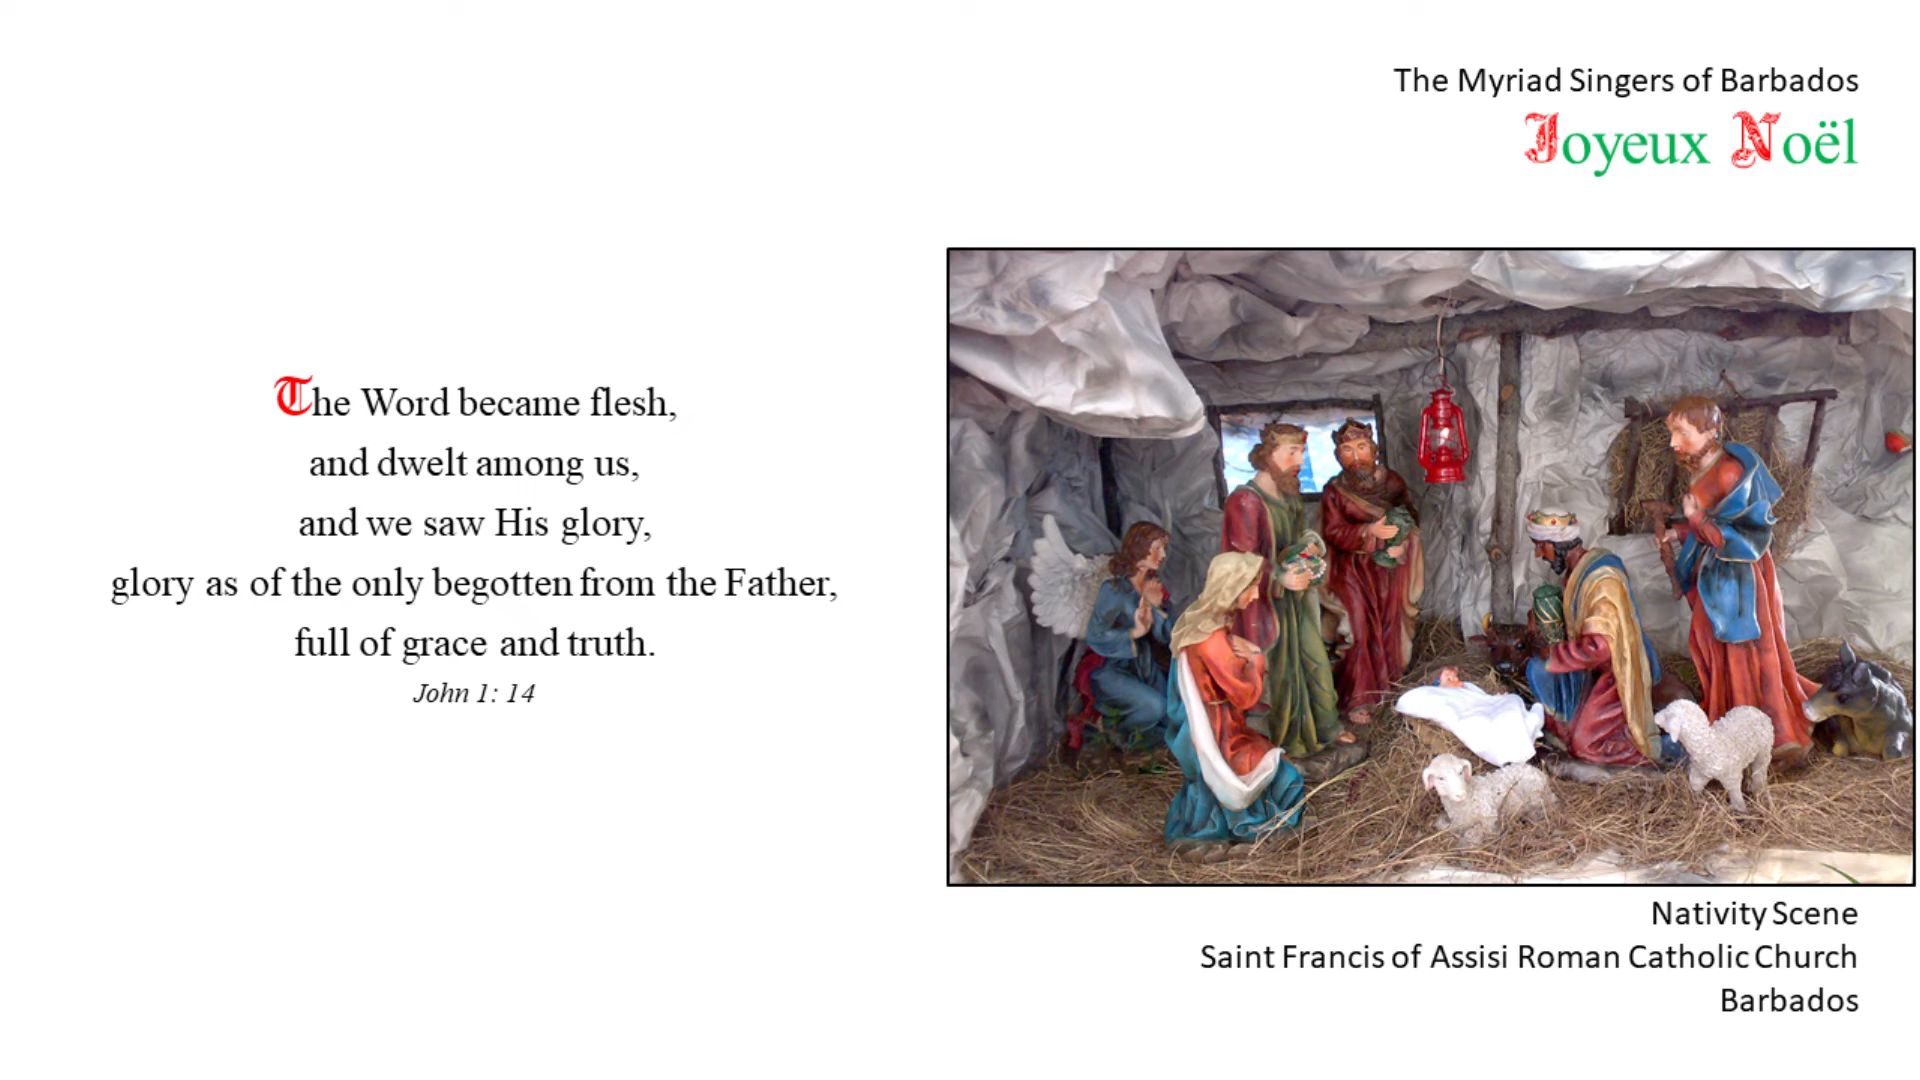 The Myriad Singers of Barbados
Joyeux Noël
The Word became flesh,
and dwelt among us,
and we saw His glory,
glory as of the only begotten from the Father,
full of grace and truth.
John 1: 14
Nativity Scene
Saint Francis of Assisi Roman Catholic Church
Barbados